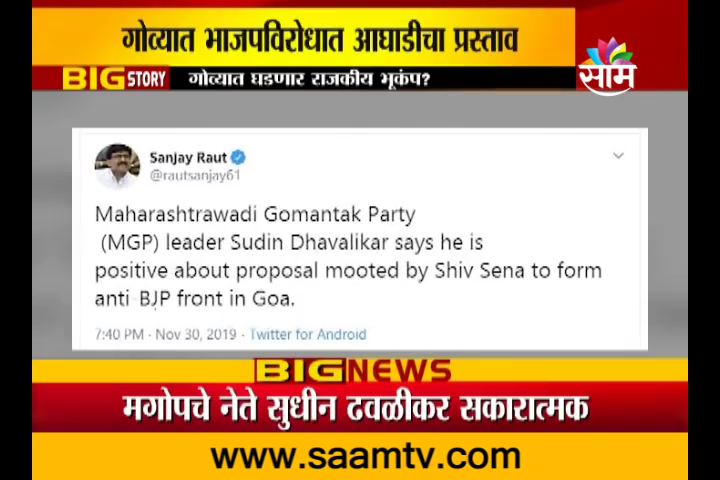 गोव्यात भाजपविरोधात आघाडीचा प्रस्ताव
BIG STORY गोव्यात घडणार राजकीय भूकंप?
साम
Sanjay Raut
@rautsanjay61
Maharashtrawadi Gomantak Party
(MGP) leader Sudin Dhavalikar says he is
positive about proposal mooted by Shiv Sena to form
anti-BJP front in Goa.
7:40 PM · Nov 30, 2019 · Twitter for Android
BIGNEWS
मगोपचे नेते सुधीन ढवळीकर सकारात्मक
www.saamtv.com